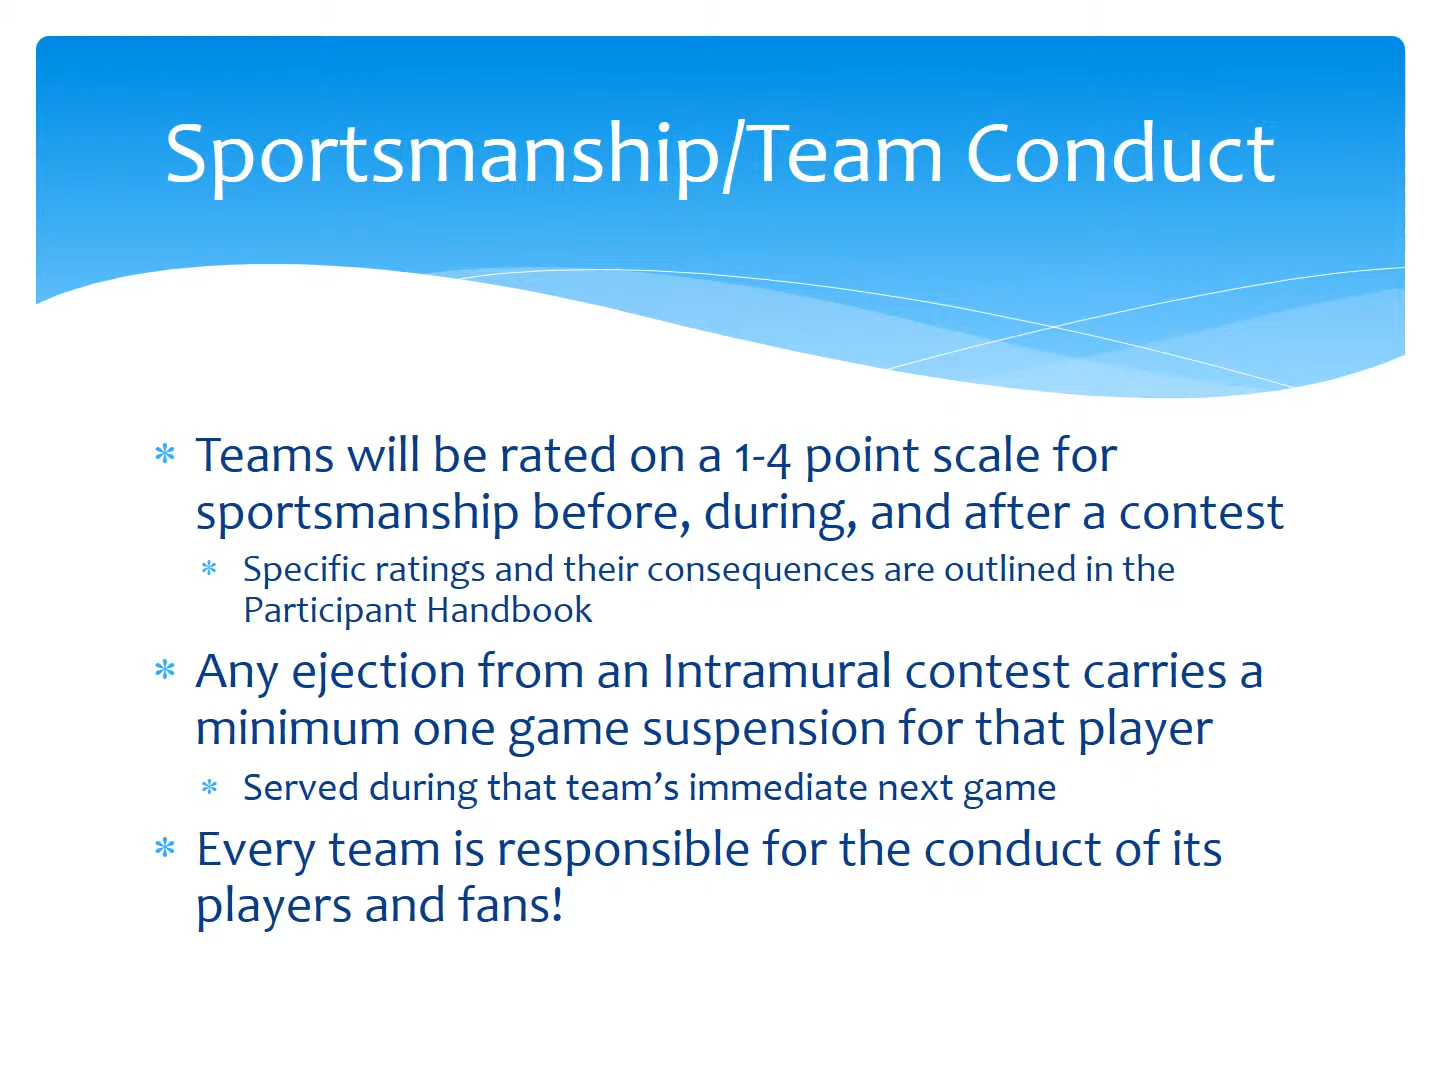 Sportsmanship/Team Conduct
* Teams will be rated on a 1-4 point scale for
sportsmanship before, during, and after a contest
* Specific ratings and their consequences are outlined in the
Participant Handbook
* Any ejection from an Intramural contest carries a
minimum one game suspension for that player
* Served during that team’s immediate next game
* Every team is responsible for the conduct of its
players and fans!